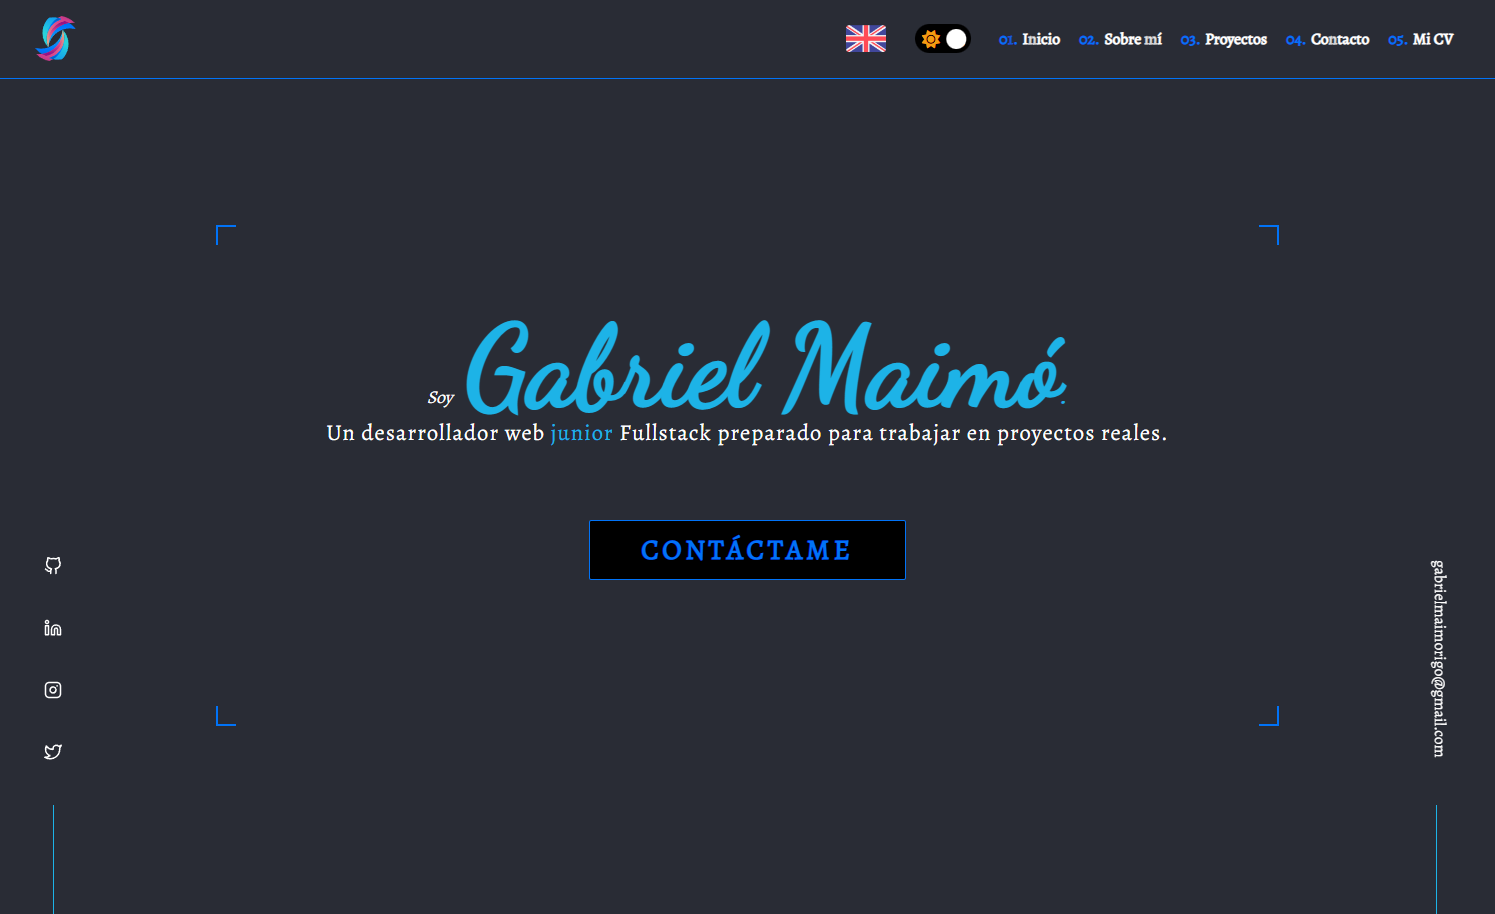 01. Inicio 02. Sobre mí 03. Proyectos 04. Contacto 05. Mi CV
Soy Gabriel Maimó.
Un desarrollador web junior Fullstack preparado para trabajar en proyectos reales.
CONTÁCTAME
gabrielmaimorigo@gmail.com